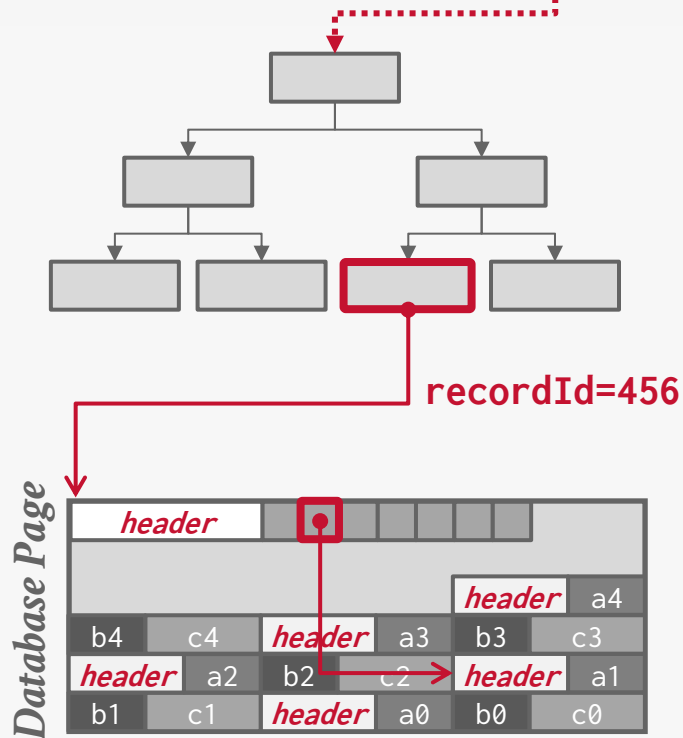 recordId=456
Database Page
header
header a4
b4 c4 header a3 b3 c3
header a2 b2 c2 header a1
b1 c1 header a0 b0 c0